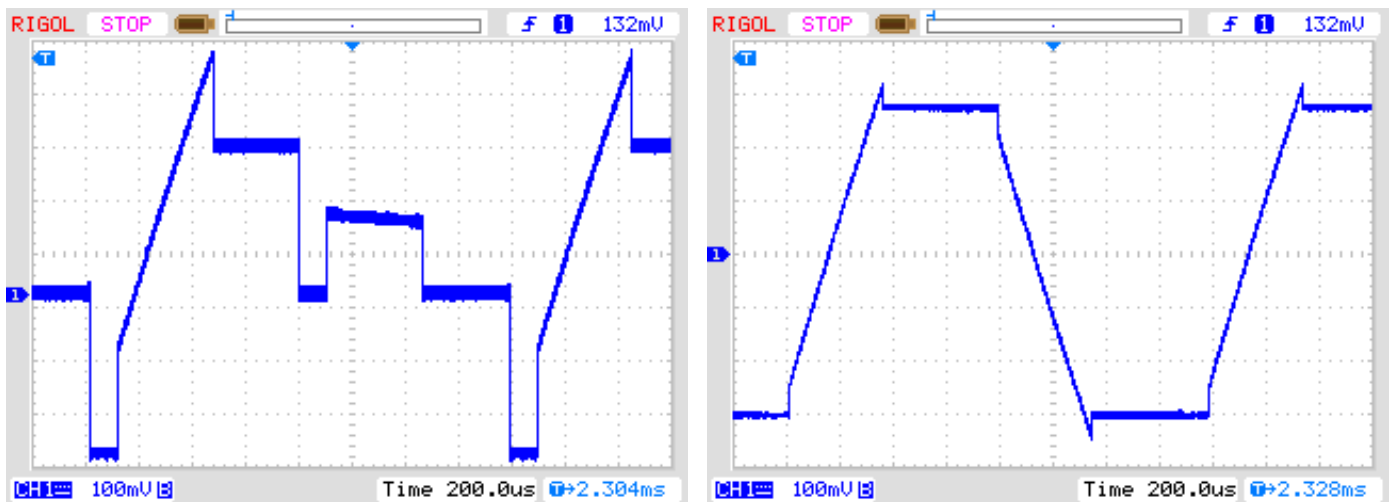 RIGOL STOP T 1 132mV
T
1
CH1 100mV B Time 200.0us T→2.304ms
RIGOL STOP T 1 132mV
T
1
CH1 100mV B Time 200.0us T→2.328ms